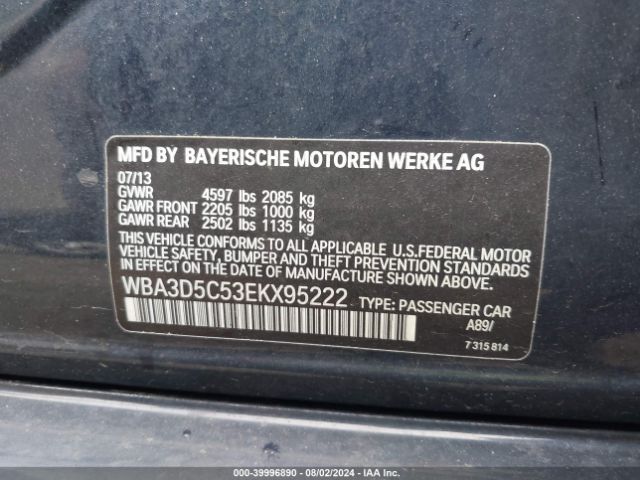 MFD BY BAYERISCHE MOTOREN WERKE AG
07/13
GVWR 4597 lbs 2085 kg
GAWR FRONT 2205 lbs 1000 kg
GAWR REAR 2502 lbs 1135 kg
THIS VEHICLE CONFORMS TO ALL APPLICABLE U.S.FEDERAL MOTOR
VEHICLE SAFETY, BUMPER AND THEFT PREVENTION STANDARDS
IN EFFECT ON THE DATE OF MANUFACTURE SHOWN ABOVE.
WBA3D5C53EKX95222 TYPE: PASSENGER CAR
A89/
7 315 814
000-39996890 - 08/02/2024 - IAA Inc.